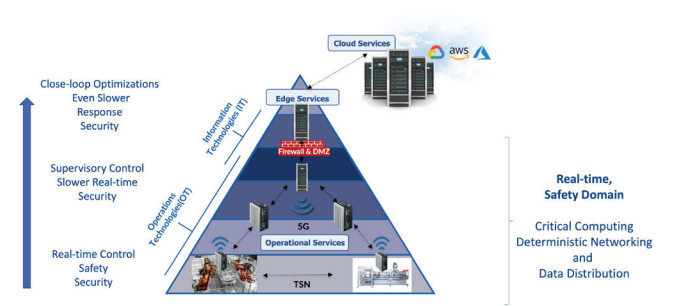 Cloud Services
aws
Close-loop Optimizations
Even Slower
Response
Security
Edge Services
Information
Technologies (IT)
Firewall & DMZ
Supervisory Control
Slower Real-time
Security
Operations
Technologies(OT)
5G
Operational Services
Real-time Control
Safety
Security
TSN
Real-time,
Safety Domain
Critical Computing
Deterministic Networking
and
Data Distribution